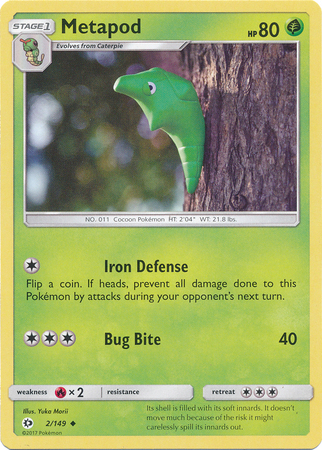 STAGE 1 Metapod HP 80
Evolves from Caterpie
NO. 011 Cocoon Pokémon HT: 2'04" WT: 21.8 lbs.
Iron Defense
Flip a coin. If heads, prevent all damage done to this
Pokémon by attacks during your opponent's next turn.
Bug Bite 40
weakness × 2 resistance retreat
Illus. Yuka Morii
2/149
©2017 Pokémon
Its shell is filled with its soft innards. It doesn't
move much because of the risk it might
carelessly spill its innards out.